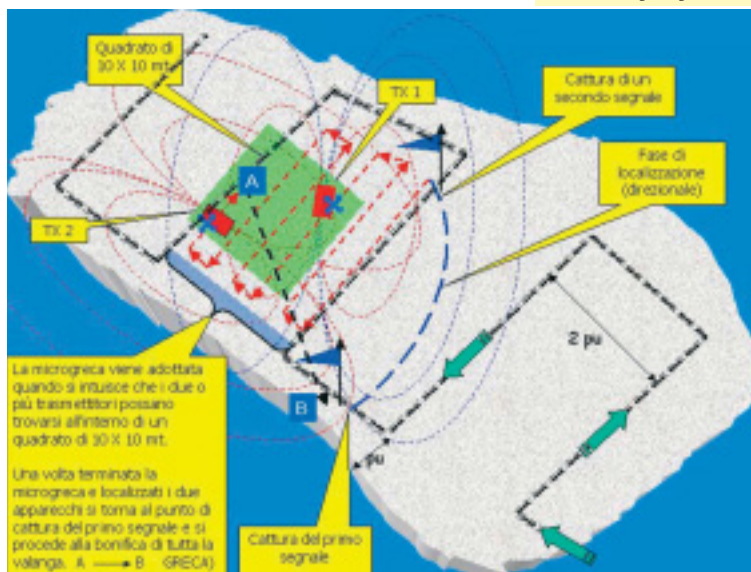 Quadrato di
10 X 10 mt.
TX 1
Cattura di un
secondo segnale
Fase di
localizzazione
(direzionale)
A
TX 2
2 pu
B
pu
La microgreca viene adottata
quando si intuisce che i due o
più trasmettitori possano
trovarsi all'interno di un
quadrato di 10 X 10 mt.
Una volta terminata la
microgreca e localizzati i due
apparecchi si torna al punto di
cattura del primo segnale e si
procede alla bonifica di tutta la
valanga. A → B GRECA)
Cattura del primo
segnale